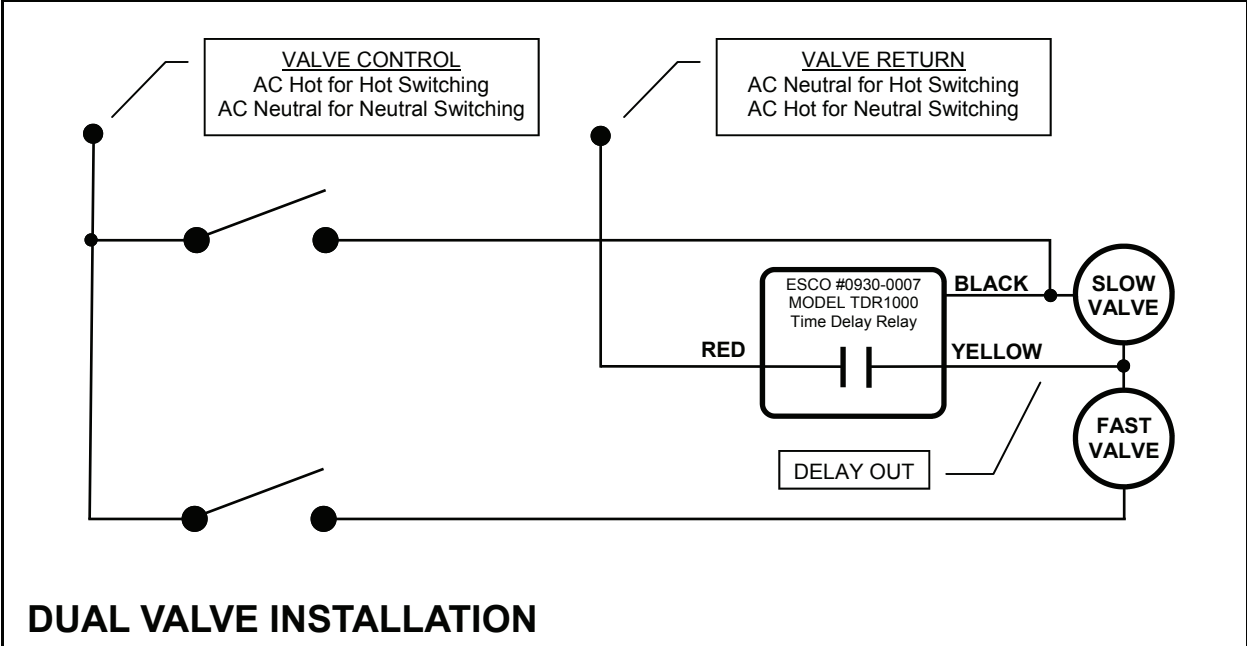 VALVE CONTROL
AC Hot for Hot Switching
AC Neutral for Neutral Switching
VALVE RETURN
AC Neutral for Hot Switching
AC Hot for Neutral Switching
ESCO #0930-0007
MODEL TDR1000
Time Delay Relay
BLACK
SLOW
VALVE
RED
YELLOW
FAST
VALVE
DELAY OUT
DUAL VALVE INSTALLATION